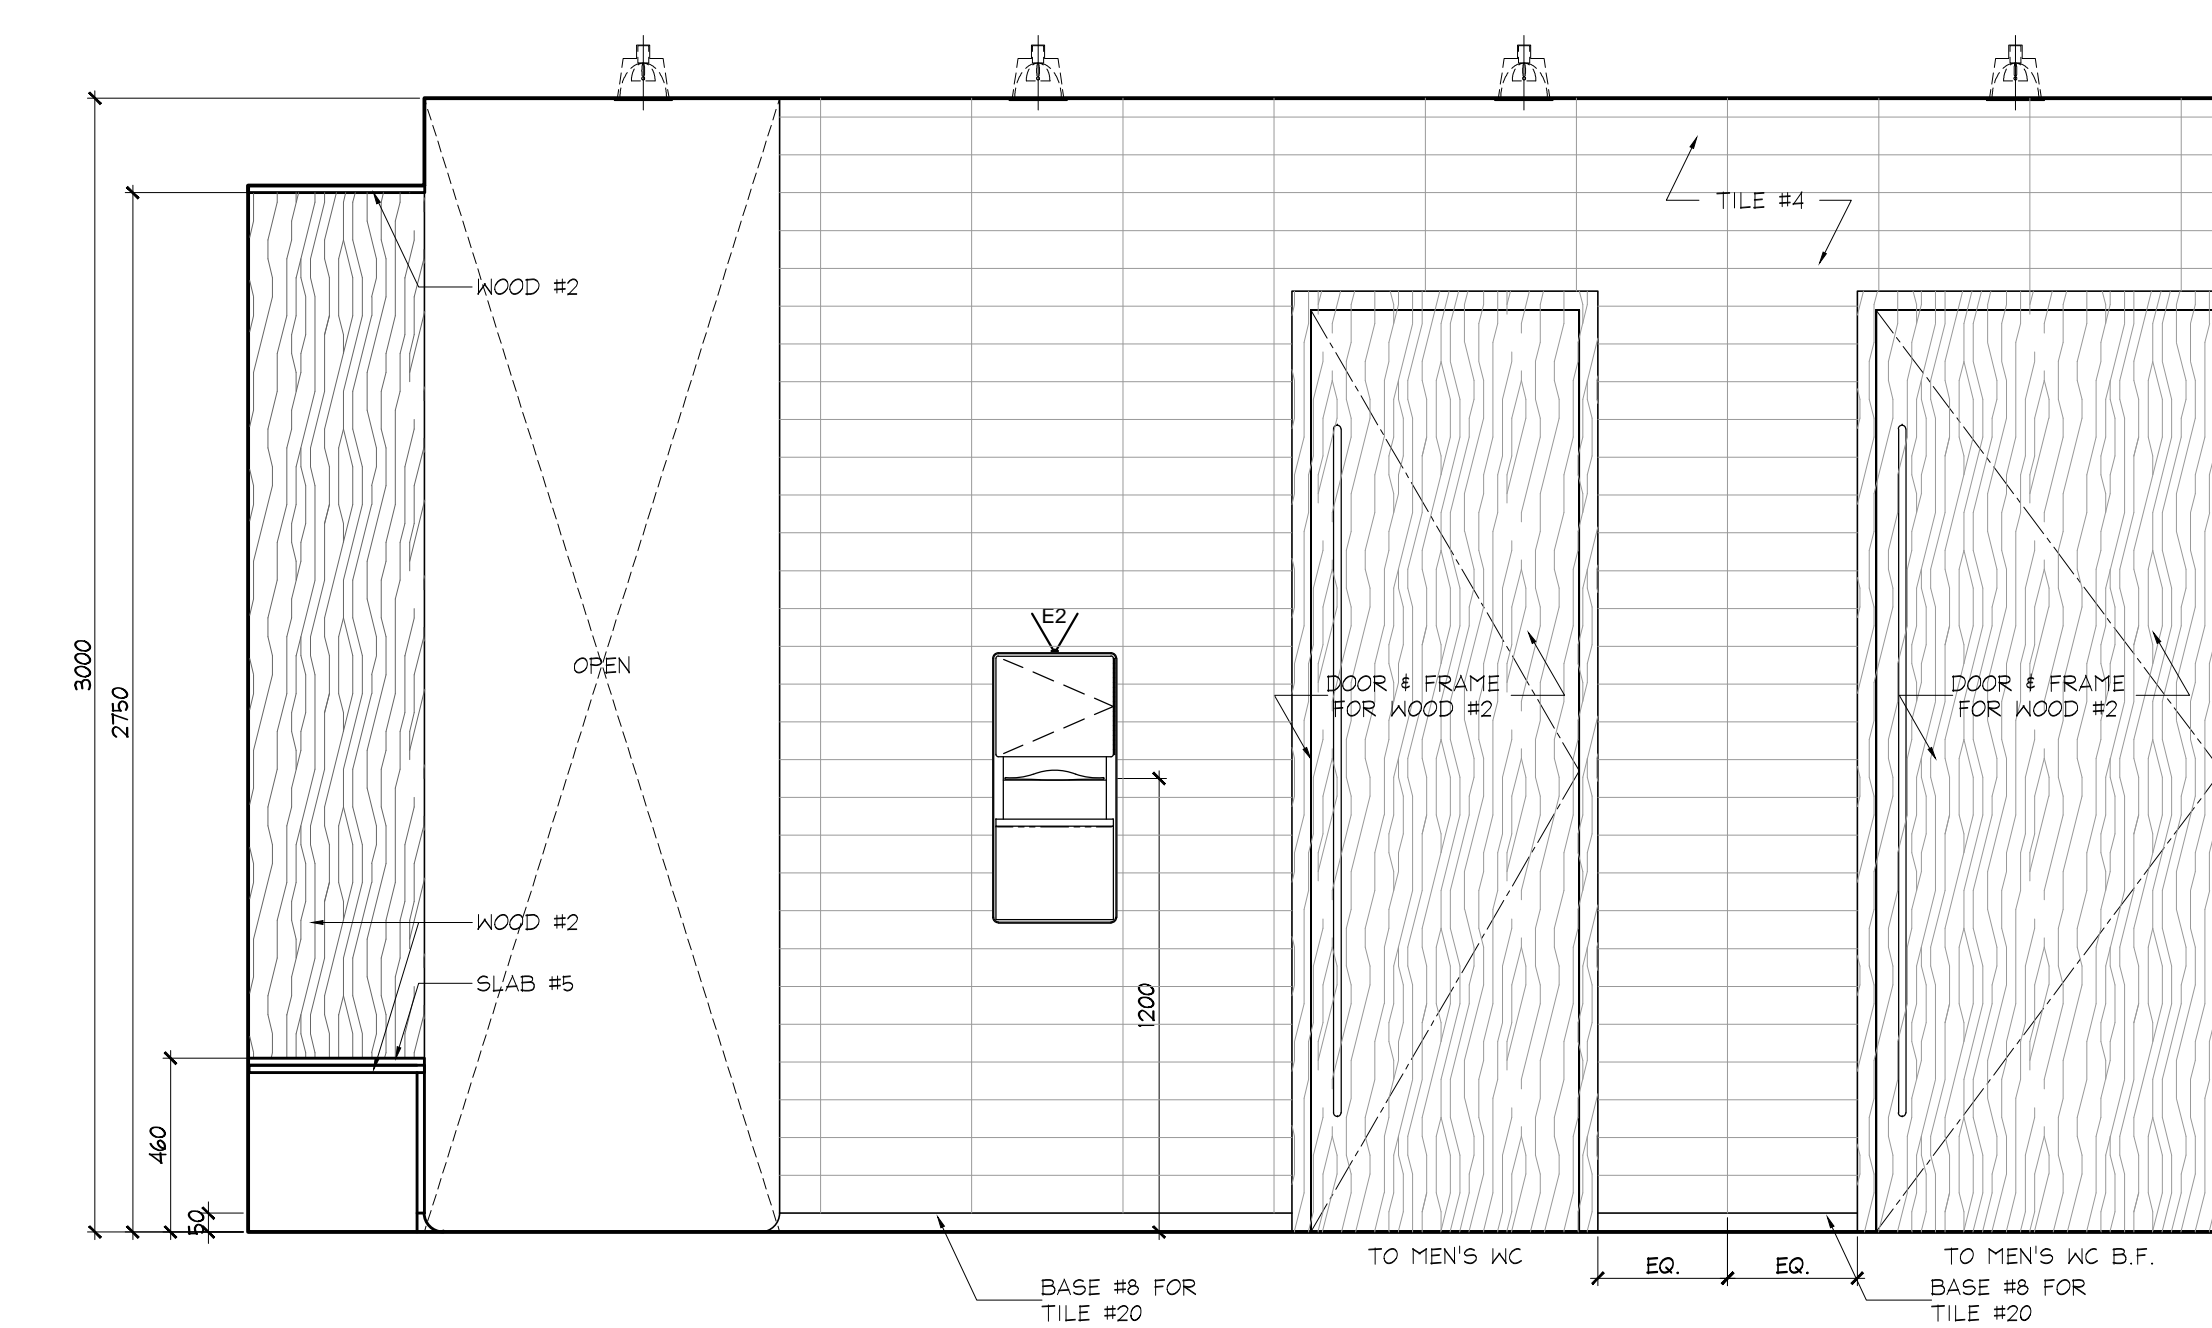 TILE #4
WOOD #2
3000
2750
OPEN
E2
DOOR & FRAME
FOR WOOD #2
DOOR & FRAME
FOR WOOD #2
WOOD #2
SLAB #5
1200
460
50
TO MEN'S WC
EQ.
EQ.
TO MEN'S WC B.F.
BASE #8 FOR
TILE #20
BASE #8 FOR
TILE #20